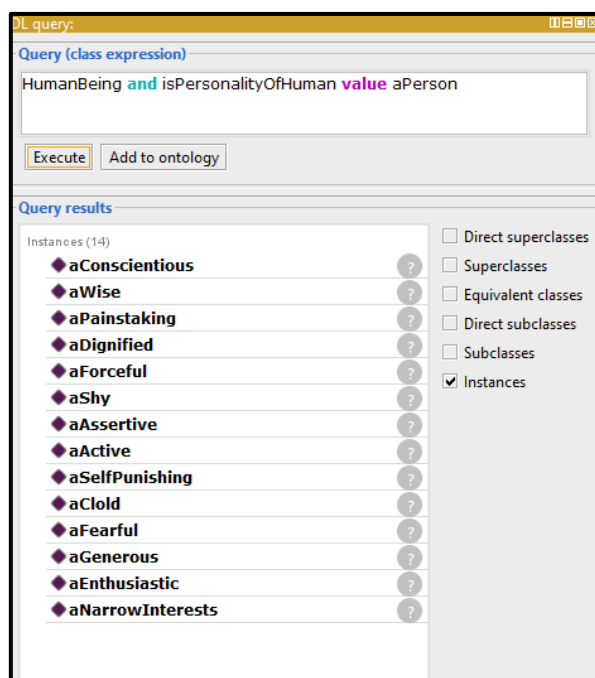 DL query:
Query (class expression)
HumanBeing and isPersonalityOfHuman value aPerson
Execute Add to ontology
Query results
Instances (14)
aConscientious
aWise
aPainstaking
aDignified
aForceful
aShy
aAssertive
aActive
aSelfPunishing
aClold
aFearful
aGenerous
aEnthusiastic
aNarrowInterests
?
?
?
?
?
?
?
?
?
?
?
?
?
?
Direct superclasses
Superclasses
Equivalent classes
Direct subclasses
Subclasses
Instances